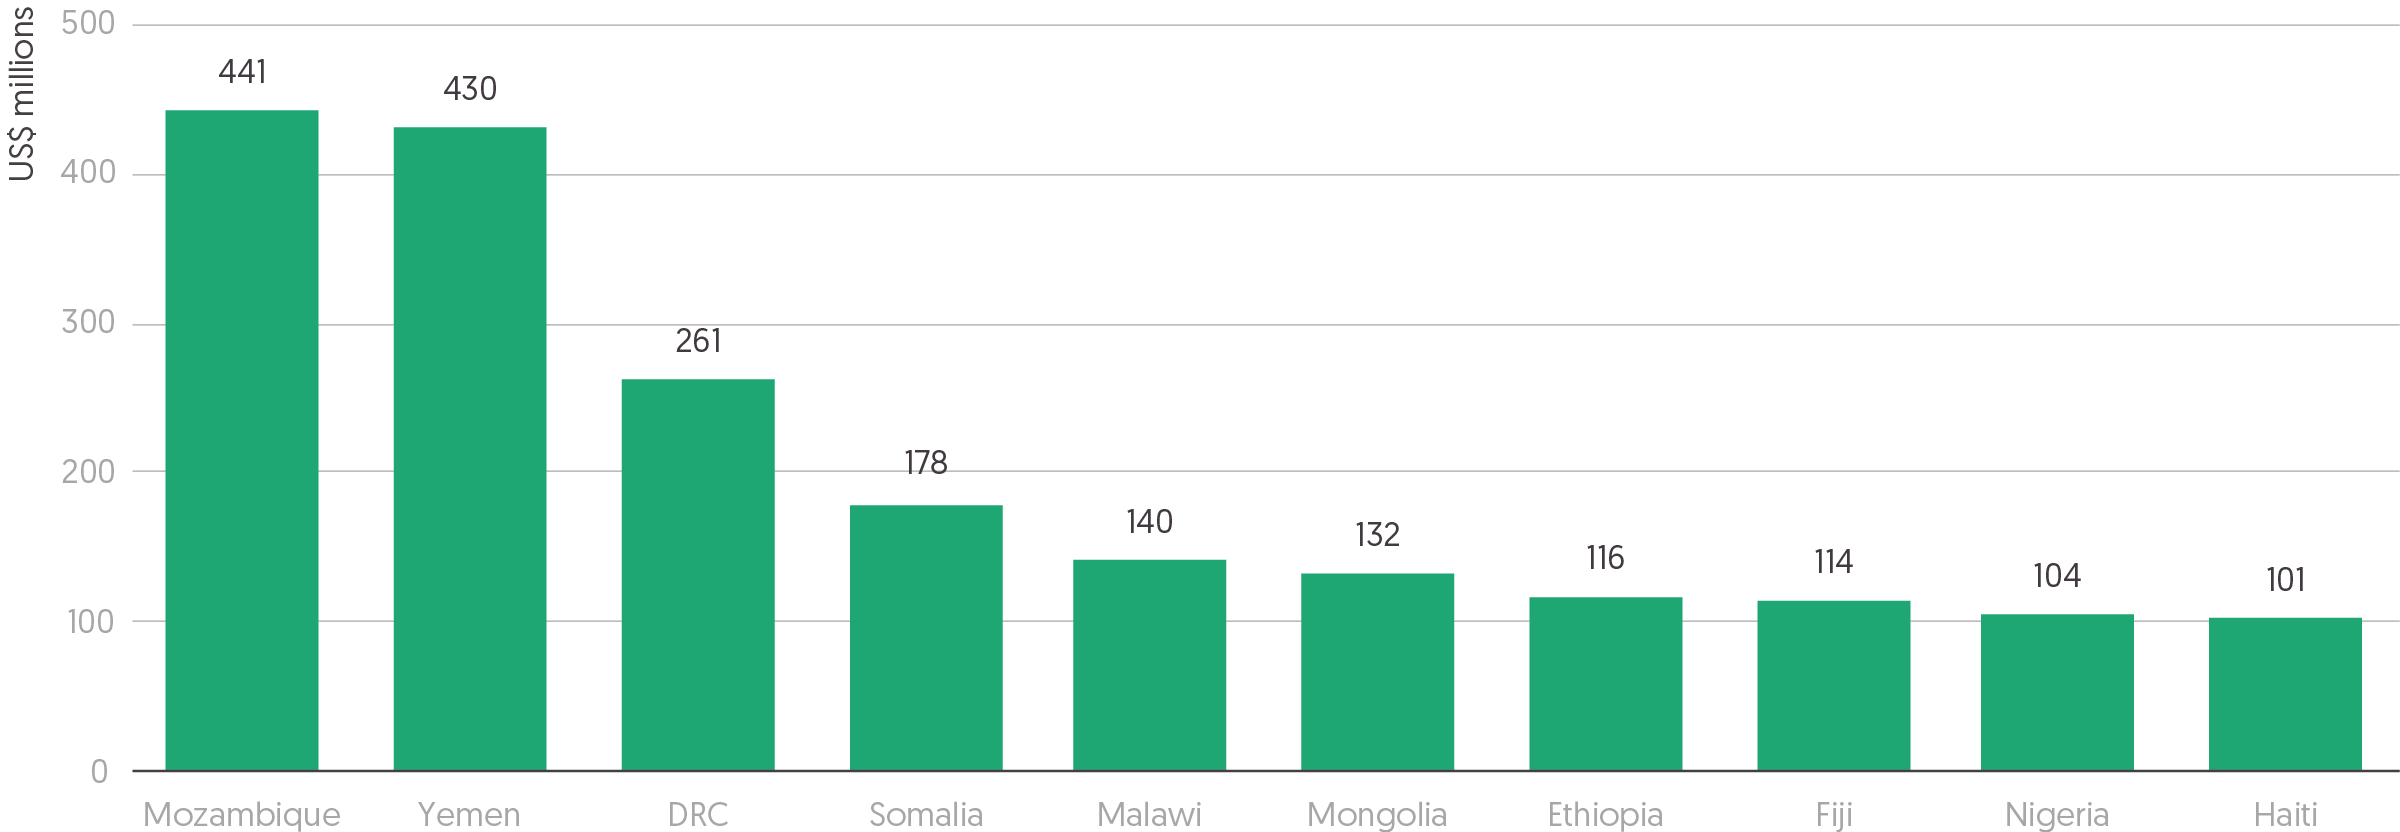 US$ millions
500
400
300
200
100
0
441
430
261
178
140
132
116
114
104
101
Mozambique
Yemen
DRC
Somalia
Malawi
Mongolia
Ethiopia
Fiji
Nigeria
Haiti